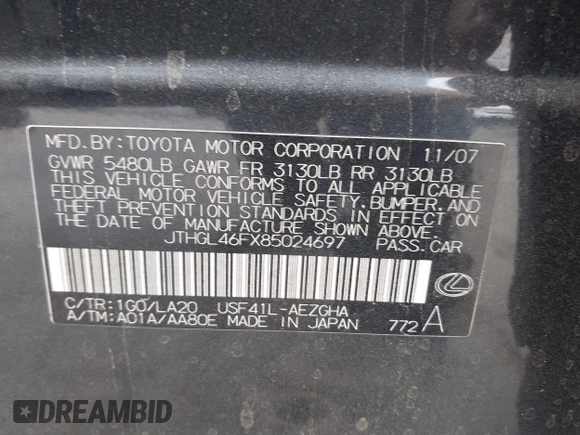 MFD.BY:TOYOTA MOTOR CORPORATION 11/07
GVWR 5480LB GAWR FR 3130LB RR 3130LB
THIS VEHICLE CONFORMS TO ALL APPLICABLE
FEDERAL MOTOR VEHICLE SAFETY,BUMPER,AND
THEFT PREVENTION STANDARDS IN EFFECT ON
THE DATE OF MANUFACTURE SHOWN ABOVE.
JTHGL46FX85024697 PASS.CAR
C/TR:1G0/LA20 USF41L-AEZGHA
A/TM:A01A/AA80E MADE IN JAPAN 772 A
DREAMBID